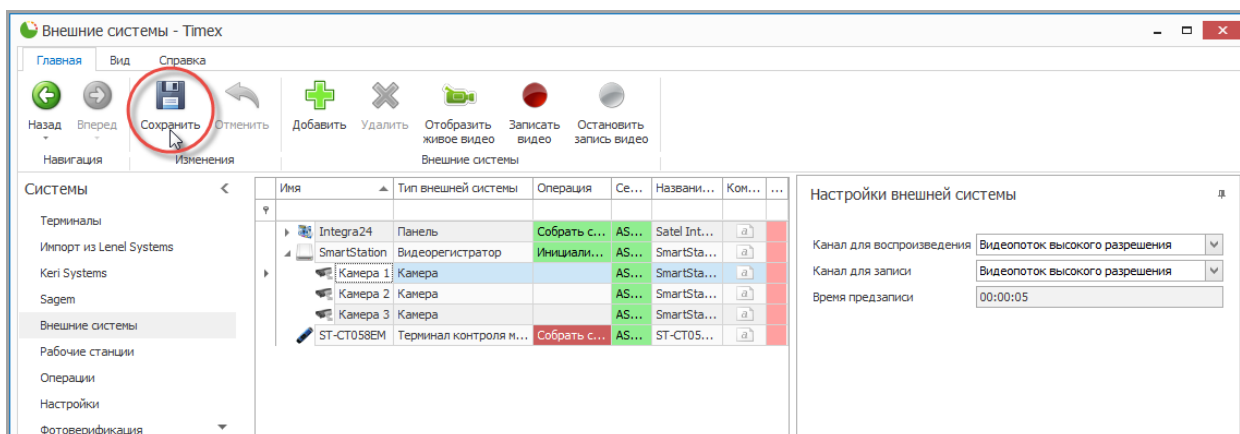 Внешние системы - Timex
Главная Вид Справка
Назад Вперед Сохранить Отменить Добавить Удалить Отобразить живое видео Записать видео Остановить запись видео
Навигация Изменения Внешние системы
Системы
Терминалы
Импорт из Lenel Systems
Keri Systems
Sagem
Внешние системы
Рабочие станции
Операции
Настройки
Фотоверификация
Имя Тип внешней системы Операция Се... Названи... Ком... ...
Integra24 Панель Собрать с... AS... Satel Int... a
SmartStation Видеорегистратор Инициали... AS... SmartSta... a
Камера 1 Камера AS... SmartSta... a
Камера 2 Камера AS... SmartSta... a
Камера 3 Камера AS... SmartSta... a
ST-CT058EM Терминал контроля м... Собрать с... AS... ST-CT05... a
Настройки внешней системы
Канал для воспроизведения Видеопоток высокого разрешения
Канал для записи Видеопоток высокого разрешения
Время предзаписи 00:00:05